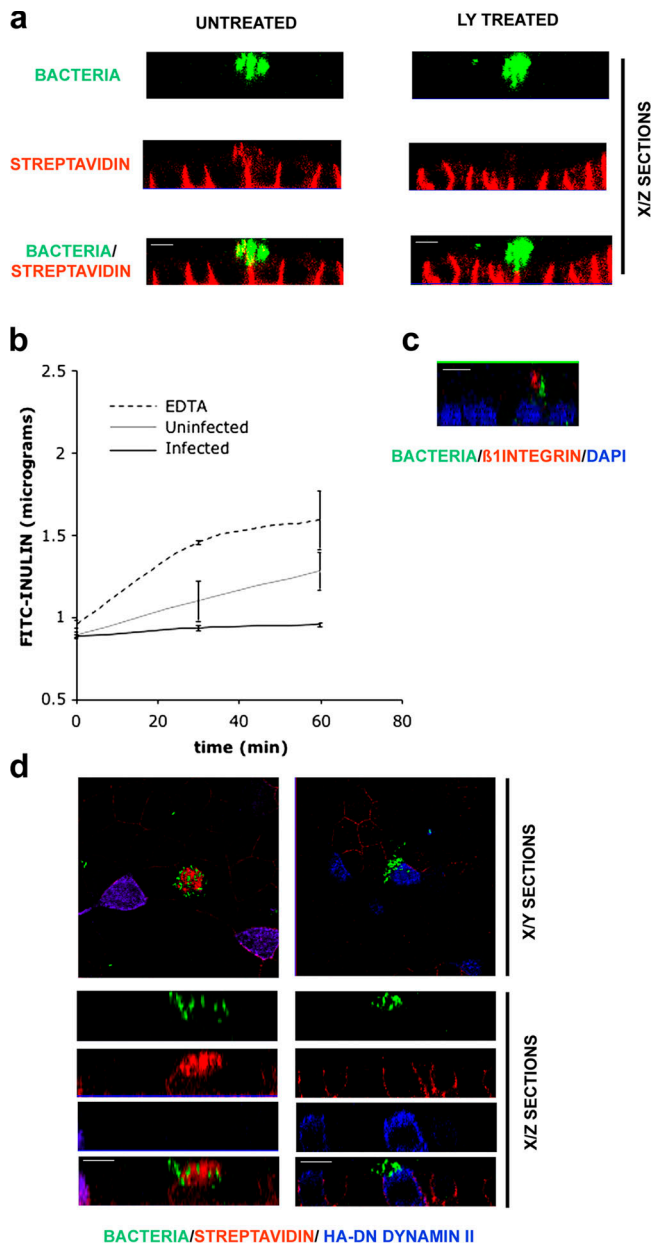 a
UNTREATED
LY TREATED
BACTERIA
STREPTAVIDIN
BACTERIA/
STREPTAVIDIN
X/Z SECTIONS
b
2.5
2
1.5
1
0.5
FITC-INULIN (micrograms)
EDTA
Uninfected
Infected
0
20
40
60
80
time (min)
c
BACTERIA/ß1INTEGRIN/DAPI
d
X/Y SECTIONS
X/Z SECTIONS
BACTERIA/STREPTAVIDIN/ HA-DN DYNAMIN II